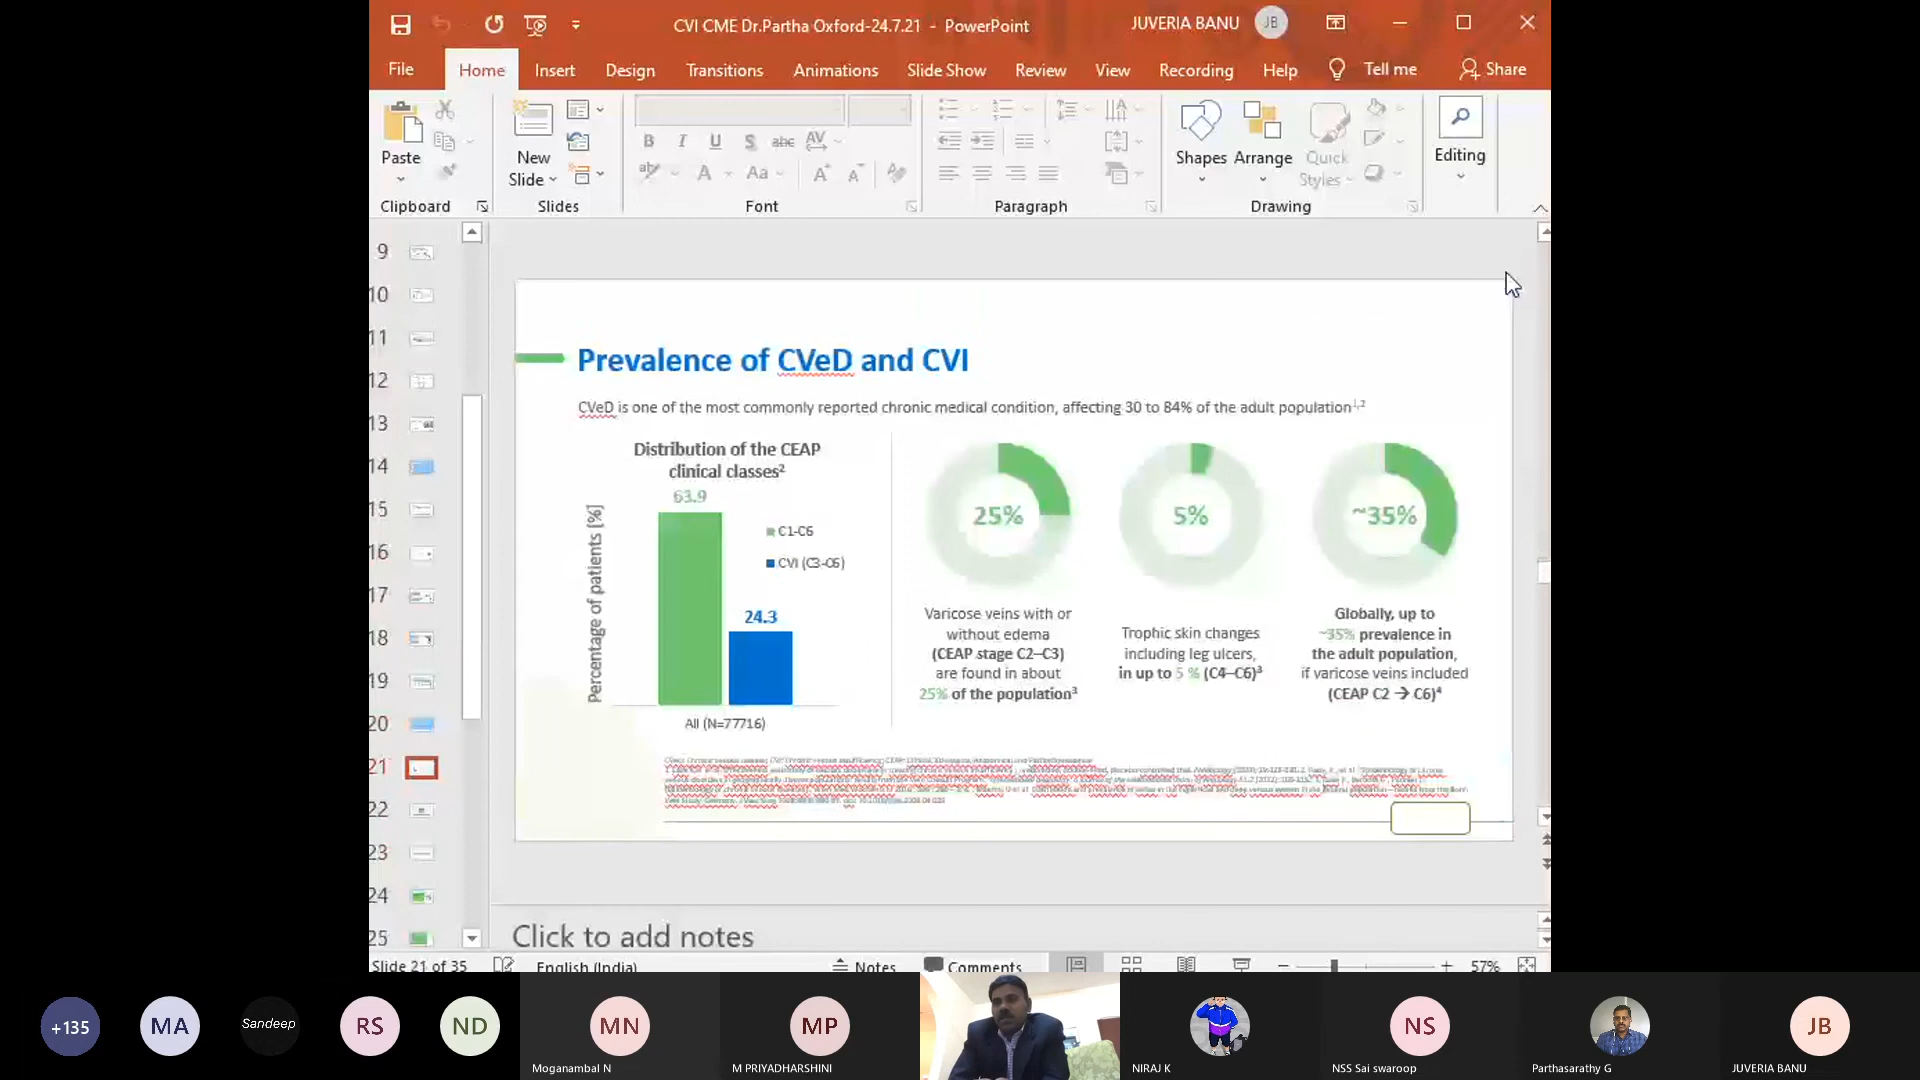 CVI CME Dr.Partha Oxford-24.7.21 - PowerPoint
JUVERIA BANU
JB
File
Home
Insert
Design
Transitions
Animations
Slide Show
Review
View
Recording
Help
Tell me
Share
Paste
New
Slide
B
I
U
S
abc
AV
A
Aa
A
A
Shapes
Arrange
Quick
Styles
Editing
Clipboard
Slides
Font
Paragraph
Drawing
9
10
11
12
13
14
15
16
17
18
19
20
21
22
23
24
25
Prevalence of CVeD and CVI
CVeD is one of the most commonly reported chronic medical condition, affecting 30 to 84% of the adult population1,2
Distribution of the CEAP
clinical classes2
63.9
C1-C6
CVI (C3-C6)
24.3
Percentage of patients [%]
All (N=77716)
25%
Varicose veins with or
without edema
(CEAP stage C2–C3)
are found in about
25% of the population3
5%
Trophic skin changes
including leg ulcers,
in up to 5 % (C4–C6)3
~35%
Globally, up to
~35% prevalence in
the adult population,
if varicose veins included
(CEAP C2 → C6)4
Click to add notes
Slide 21 of 35
English (India)
Notes
Comments
57%
+135
MA
Sandeep
RS
ND
MN
Moganambal N
MP
M PRIYADHARSHINI
NIRAJ K
NS
NSS Sai swaroop
Parthasarathy G
JB
JUVERIA BANU